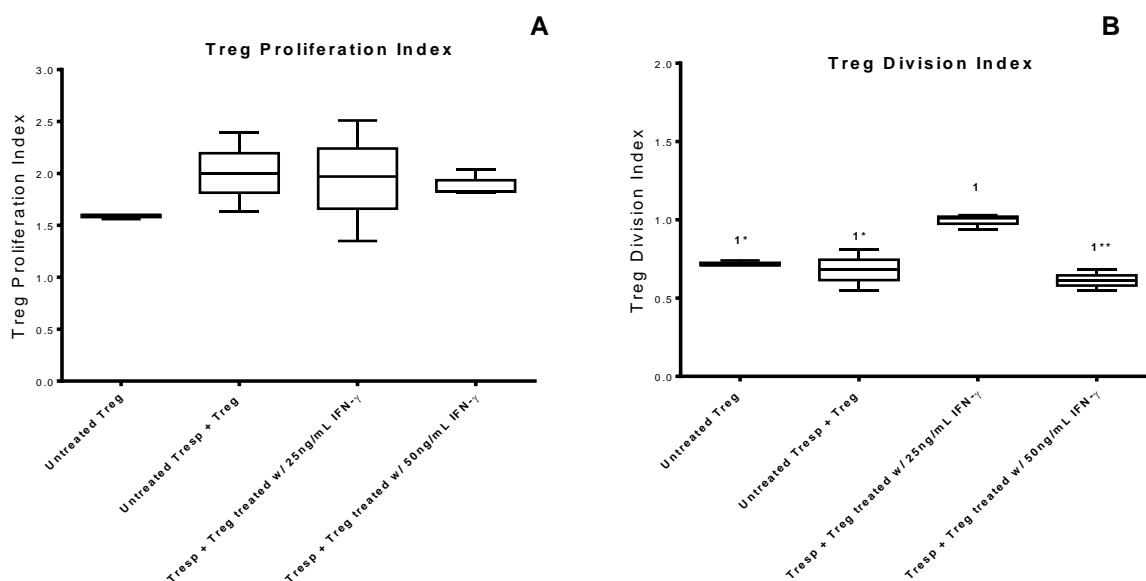 A
Treg Proliferation Index
Treg Proliferation Index
3.0
2.5
2.0
1.5
1.0
0.5
0.0
Untreated Treg
Untreated Tresp + Treg
Tresp + Treg treated w/ 25ng/mL IFN-γ
Tresp + Treg treated w/ 50ng/mL IFN-γ
B
Treg Division Index
Treg Division Index
2.0
1.5
1.0
0.5
0.0
1*
1*
1
1**
Untreated Treg
Untreated Tresp + Treg
Tresp + Treg treated w/ 25ng/mL IFN-γ
Tresp + Treg treated w/ 50ng/mL IFN-γ